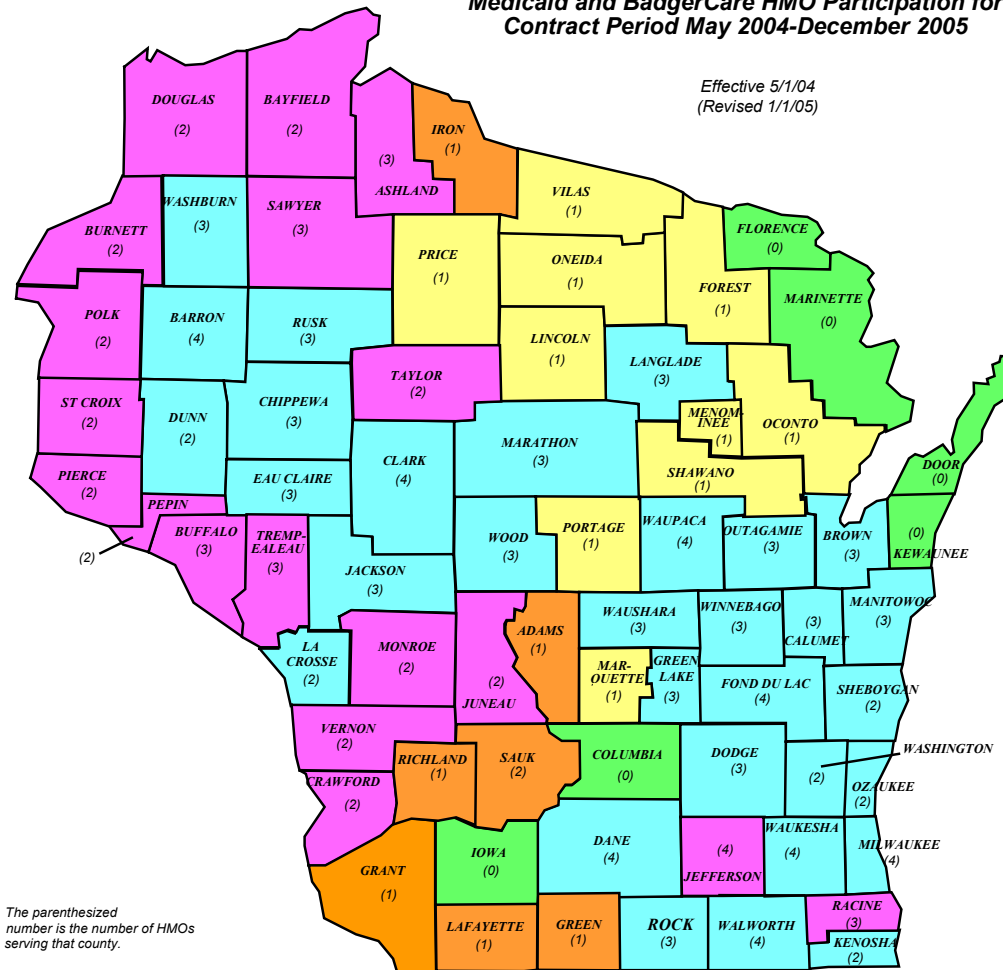 Medicaid and BadgerCare HMO Participation for
Contract Period May 2004-December 2005
Effective 5/1/04
(Revised 1/1/05)
DOUGLAS
(2)
BAYFIELD
(2)
(3)
ASHLAND
IRON
(1)
VILAS
(1)
FLORENCE
(0)
WASHBURN
(3)
SAWYER
(3)
BURNETT
(2)
PRICE
(1)
ONEIDA
(1)
FOREST
(1)
MARINETTE
(0)
POLK
(2)
BARRON
(4)
RUSK
(3)
LINCOLN
(1)
LANGLADE
(3)
TAYLOR
(2)
ST CROIX
(2)
DUNN
(2)
CHIPPEWA
(3)
MENOM-
INEE
(1)
OCONTO
(1)
MARATHON
(3)
CLARK
(4)
SHAWANO
(1)
DOOR
(0)
PIERCE
(2)
EAU CLAIRE
(3)
PEPIN
(2)
BUFFALO
(3)
TREMP-
EALEAU
(3)
WOOD
(3)
PORTAGE
(1)
WAUPACA
(4)
OUTAGAMIE
(3)
BROWN
(3)
(0)
KEWAUNEE
JACKSON
(3)
ADAMS
(1)
WAUSHARA
(3)
WINNEBAGO
(3)
(3)
CALUMET
MANITOWOC
(3)
LA
CROSSE
(2)
MONROE
(2)
(2)
JUNEAU
MAR-
QUETTE
(1)
GREEN
LAKE
(3)
FOND DU LAC
(4)
SHEBOYGAN
(2)
VERNON
(2)
RICHLAND
(1)
SAUK
(2)
COLUMBIA
(0)
DODGE
(3)
WASHINGTON
(2)
OZAUKEE
(2)
CRAWFORD
(2)
DANE
(4)
(4)
JEFFERSON
WAUKESHA
(4)
MILWAUKEE
(4)
GRANT
(1)
IOWA
(0)
LAFAYETTE
(1)
GREEN
(1)
ROCK
(3)
WALWORTH
(4)
RACINE
(3)
KENOSHA
(2)
The parenthesized
number is the number of HMOs
serving that county.